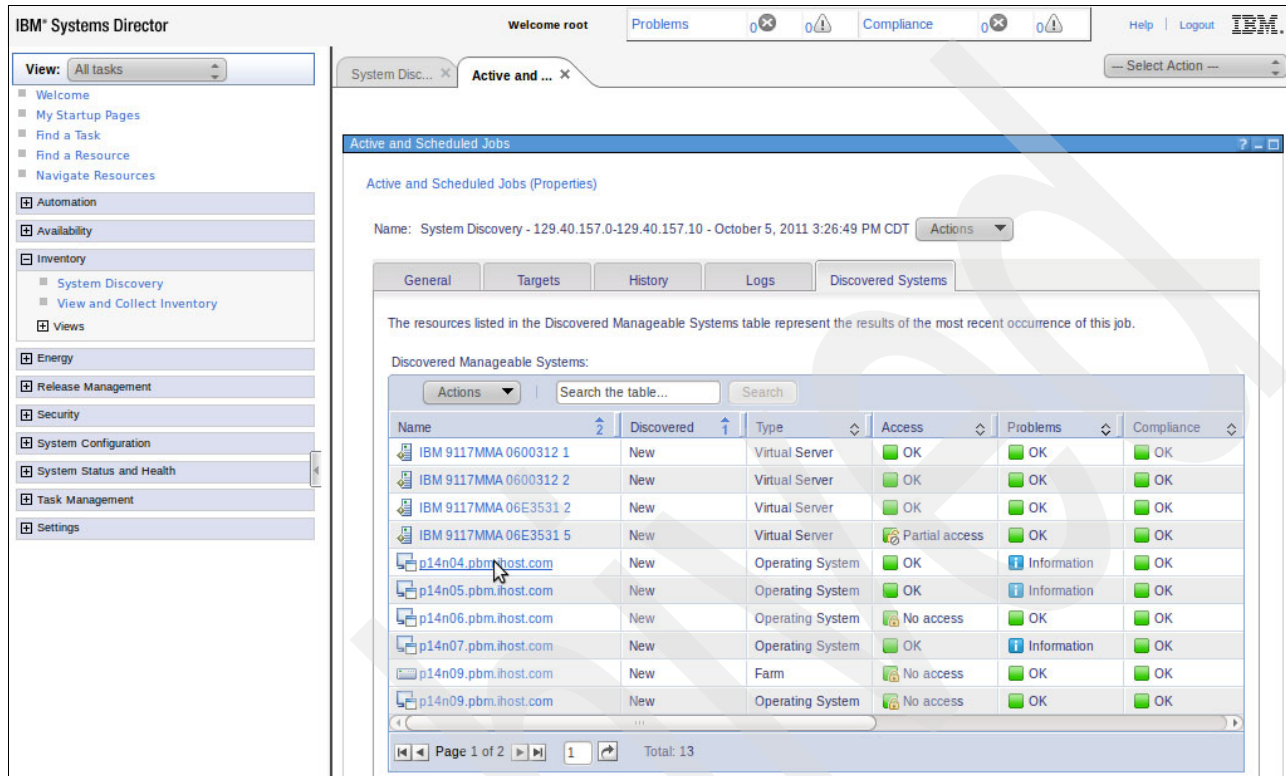 IBM® Systems Director
Welcome root
Problems 0 0 Compliance 0 0
Help | Logout IBM.
View: All tasks
Welcome
My Startup Pages
Find a Task
Find a Resource
Navigate Resources
Automation
Availability
Inventory
System Discovery
View and Collect Inventory
Views
Energy
Release Management
Security
System Configuration
System Status and Health
Task Management
Settings
System Disc... Active and ...
--- Select Action ---
Active and Scheduled Jobs
Active and Scheduled Jobs (Properties)
Name: System Discovery - 129.40.157.0-129.40.157.10 - October 5, 2011 3:26:49 PM CDT Actions
General Targets History Logs Discovered Systems
The resources listed in the Discovered Manageable Systems table represent the results of the most recent occurrence of this job.
Discovered Manageable Systems:
Actions | Search the table... Search
Name 2 Discovered 1 Type Access Problems Compliance
IBM 9117MMA 0600312 1 New Virtual Server OK OK OK
IBM 9117MMA 0600312 2 New Virtual Server OK OK OK
IBM 9117MMA 06E3531 2 New Virtual Server OK OK OK
IBM 9117MMA 06E3531 5 New Virtual Server Partial access OK OK
p14n04.pbm.ihost.com New Operating System OK Information OK
p14n05.pbm.ihost.com New Operating System OK Information OK
p14n06.pbm.ihost.com New Operating System No access OK OK
p14n07.pbm.ihost.com New Operating System OK Information OK
p14n09.pbm.ihost.com New Farm No access OK OK
p14n09.pbm.ihost.com New Operating System No access OK OK
Page 1 of 2 1 Total: 13